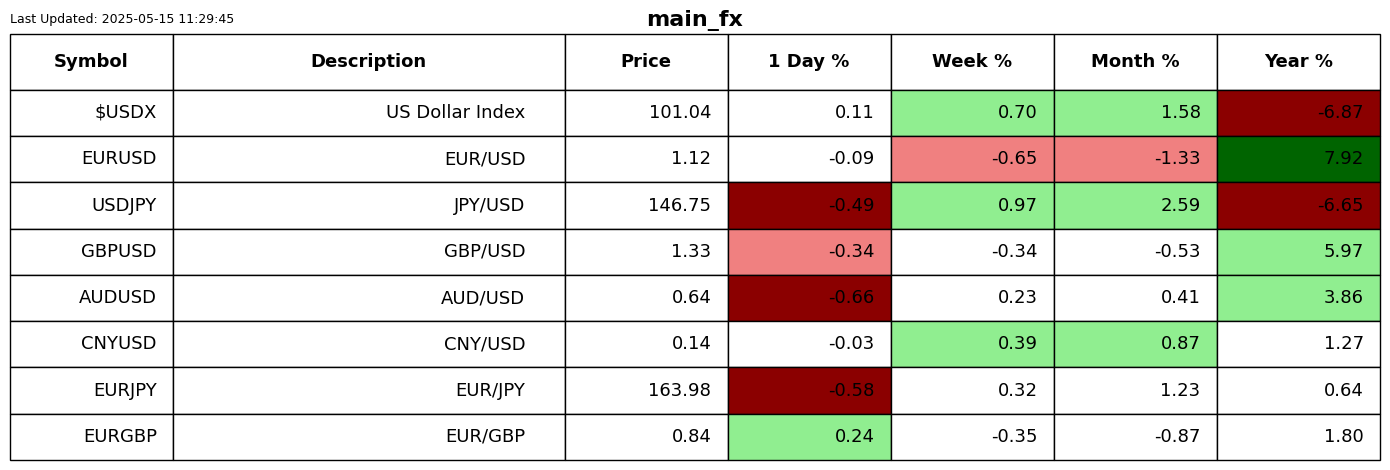 Last Updated: 2025-05-15 11:29:45
main_fx
Symbol Description Price 1 Day % Week % Month % Year %
$USDX US Dollar Index 101.04 0.11 0.70 1.58 -6.87
EURUSD EUR/USD 1.12 -0.09 -0.65 -1.33 7.92
USDJPY JPY/USD 146.75 -0.49 0.97 2.59 -6.65
GBPUSD GBP/USD 1.33 -0.34 -0.34 -0.53 5.97
AUDUSD AUD/USD 0.64 -0.66 0.23 0.41 3.86
CNYUSD CNY/USD 0.14 -0.03 0.39 0.87 1.27
EURJPY EUR/JPY 163.98 -0.58 0.32 1.23 0.64
EURGBP EUR/GBP 0.84 0.24 -0.35 -0.87 1.80